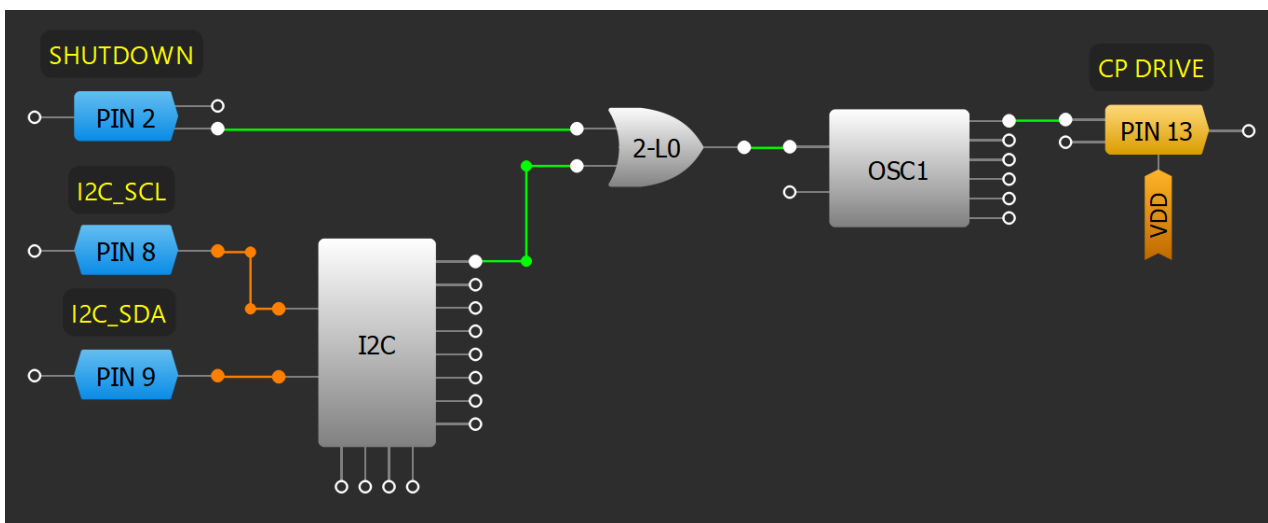 SHUTDOWN
PIN 2
I2C_SCL
PIN 8
I2C_SDA
PIN 9
I2C
2-L0
OSC1
CP DRIVE
PIN 13
VDD